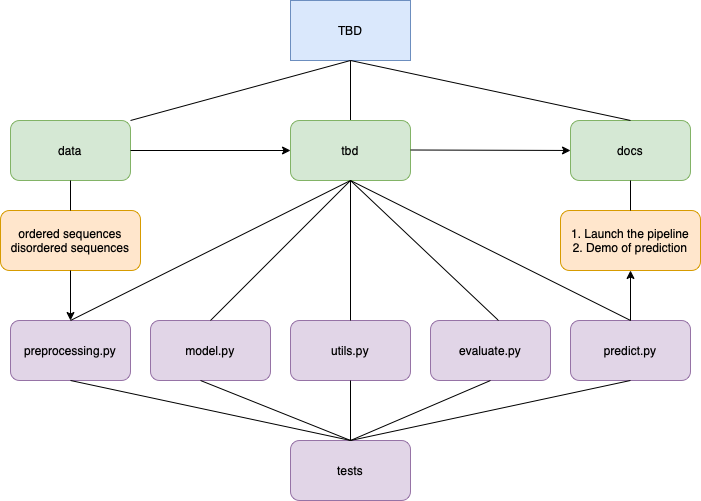 TBD
data
tbd
docs
ordered sequences
disordered sequences
1. Launch the pipeline
2. Demo of prediction
preprocessing.py
model.py
utils.py
evaluate.py
predict.py
tests